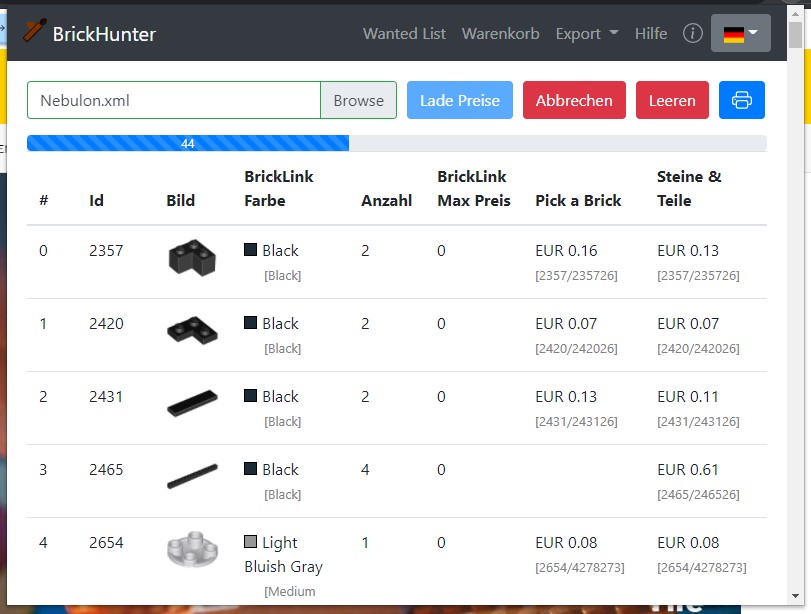 BrickHunter
Wanted List Warenkorb Export Hilfe
Nebulon.xml Browse Lade Preise Abbrechen Leeren
44
# Id Bild BrickLink Farbe Anzahl BrickLink Max Preis Pick a Brick Steine & Teile
0 2357 Black 2 0 EUR 0.16 EUR 0.13
[Black] [2357/235726] [2357/235726]
1 2420 Black 2 0 EUR 0.07 EUR 0.07
[Black] [2420/242026] [2420/242026]
2 2431 Black 2 0 EUR 0.13 EUR 0.11
[Black] [2431/243126] [2431/243126]
3 2465 Black 4 0 EUR 0.61
[Black] [2465/246526]
4 2654 Light 1 0 EUR 0.08 EUR 0.08
Bluish Gray [2654/4278273] [2654/4278273]
[Medium